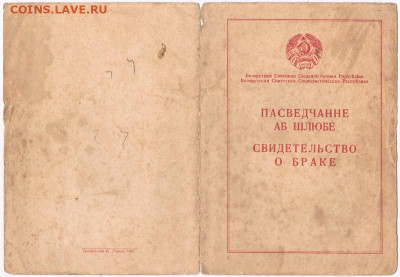 COINS.LAVE.RU
Беларуская Савецкая Сацыялістычная Рэспубліка
Белорусская Советская Социалистическая Республика
ПАСВЕДЧАННЕ
АБ ШЛЮБЕ
СВИДЕТЕЛЬСТВО
О БРАКЕ